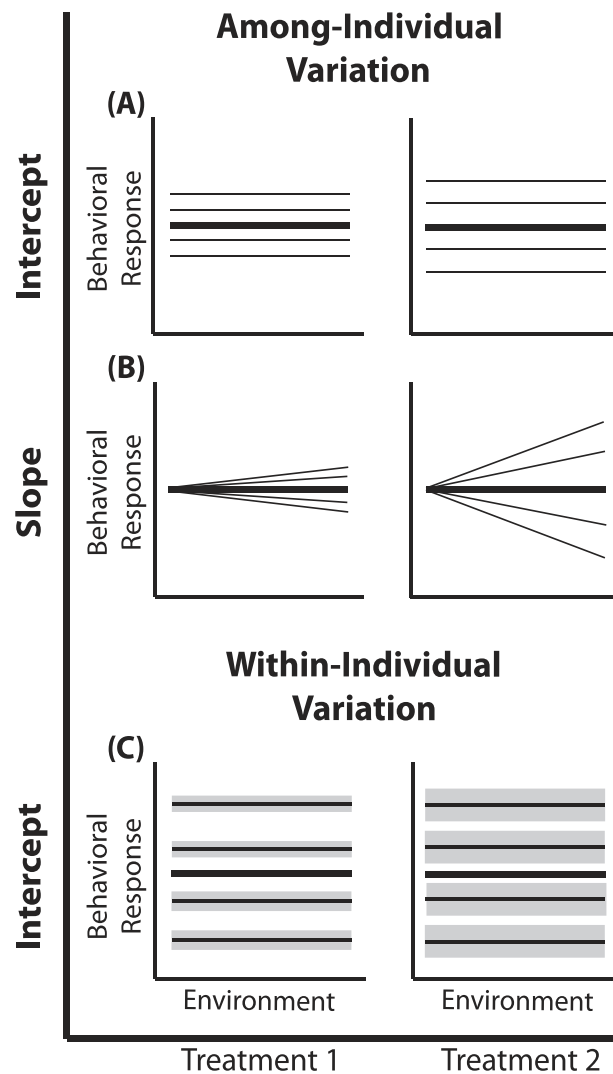 Among-Individual
Variation
(A)
Intercept
Behavioral
Response
(B)
Slope
Behavioral
Response
Within-Individual
Variation
(C)
Intercept
Behavioral
Response
Environment
Environment
Treatment 1
Treatment 2